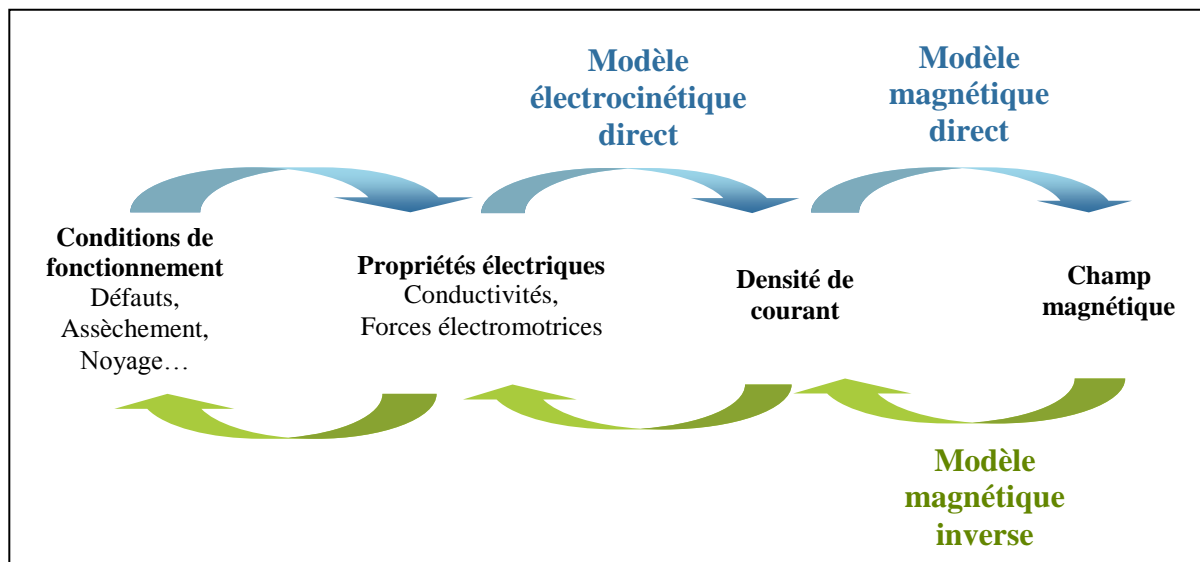 Modèle
électrocinétique
direct
Modèle
magnétique
direct
Conditions de
fonctionnement
Défauts,
Assèchement,
Noyage…
Propriétés électriques
Conductivités,
Forces électromotrices
Densité de
courant
Champ
magnétique
Modèle
magnétique
inverse